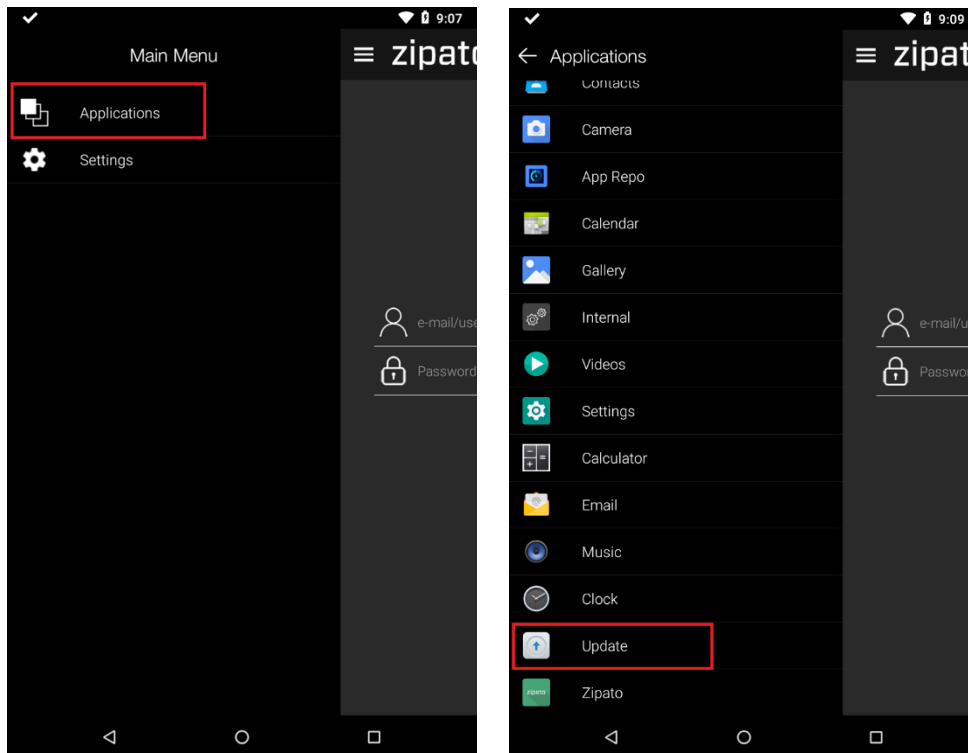 9:07
Main Menu
zipato
Applications
Settings
e-mail/use
Password
9:09
Applications
zipat
Contacts
Camera
App Repo
Calendar
Gallery
Internal
Videos
Settings
Calculator
Email
Music
Clock
Update
zipato
Zipato
e-mail/u
Passwor